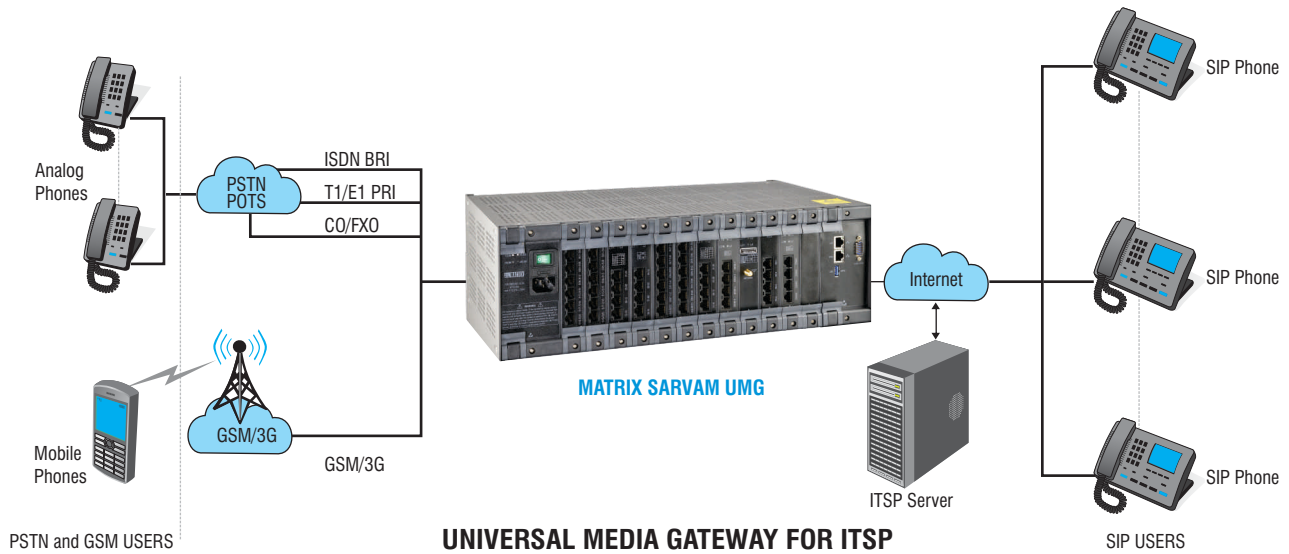 Analog
Phones
PSTN
POTS
ISDN BRI
T1/E1 PRI
CO/FXO
GSM/3G
GSM/3G
Mobile
Phones
PSTN and GSM USERS
MATRIX SARVAM UMG
Internet
ITSP Server
SIP Phone
SIP Phone
SIP Phone
SIP USERS
UNIVERSAL MEDIA GATEWAY FOR ITSP